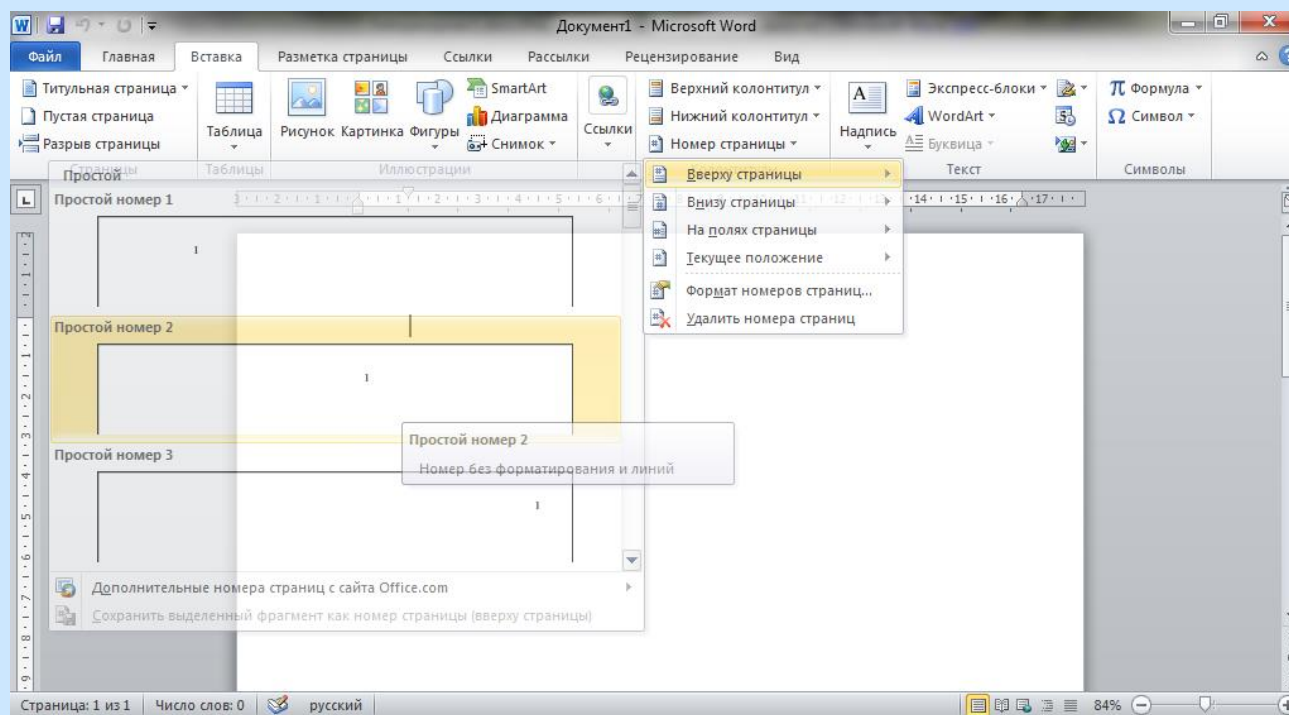 Документ1 - Microsoft Word
Файл Главная Вставка Разметка страницы Ссылки Рассылки Рецензирование Вид
Титульная страница
Пустая страница
Разрыв страницы
Страницы
Таблица
Таблицы
Рисунок Картинка Фигуры
SmartArt
Диаграмма
Снимок
Иллюстрации
Ссылки
Верхний колонтитул
Нижний колонтитул
Номер страницы
Надпись
Экспресс-блоки
WordArt
Буквица
Текст
π Формула
Ω Символ
Символы
Простой
Простой номер 1
1
Простой номер 2
1
Простой номер 2
Номер без форматирования и линий
Простой номер 3
1
Дополнительные номера страниц с сайта Office.com
Сохранить выделенный фрагмент как номер страницы (вверху страницы)
Вверху страницы
Внизу страницы
На полях страницы
Текущее положение
Формат номеров страниц...
Удалить номера страниц
Страница: 1 из 1 Число слов: 0 русский 84%